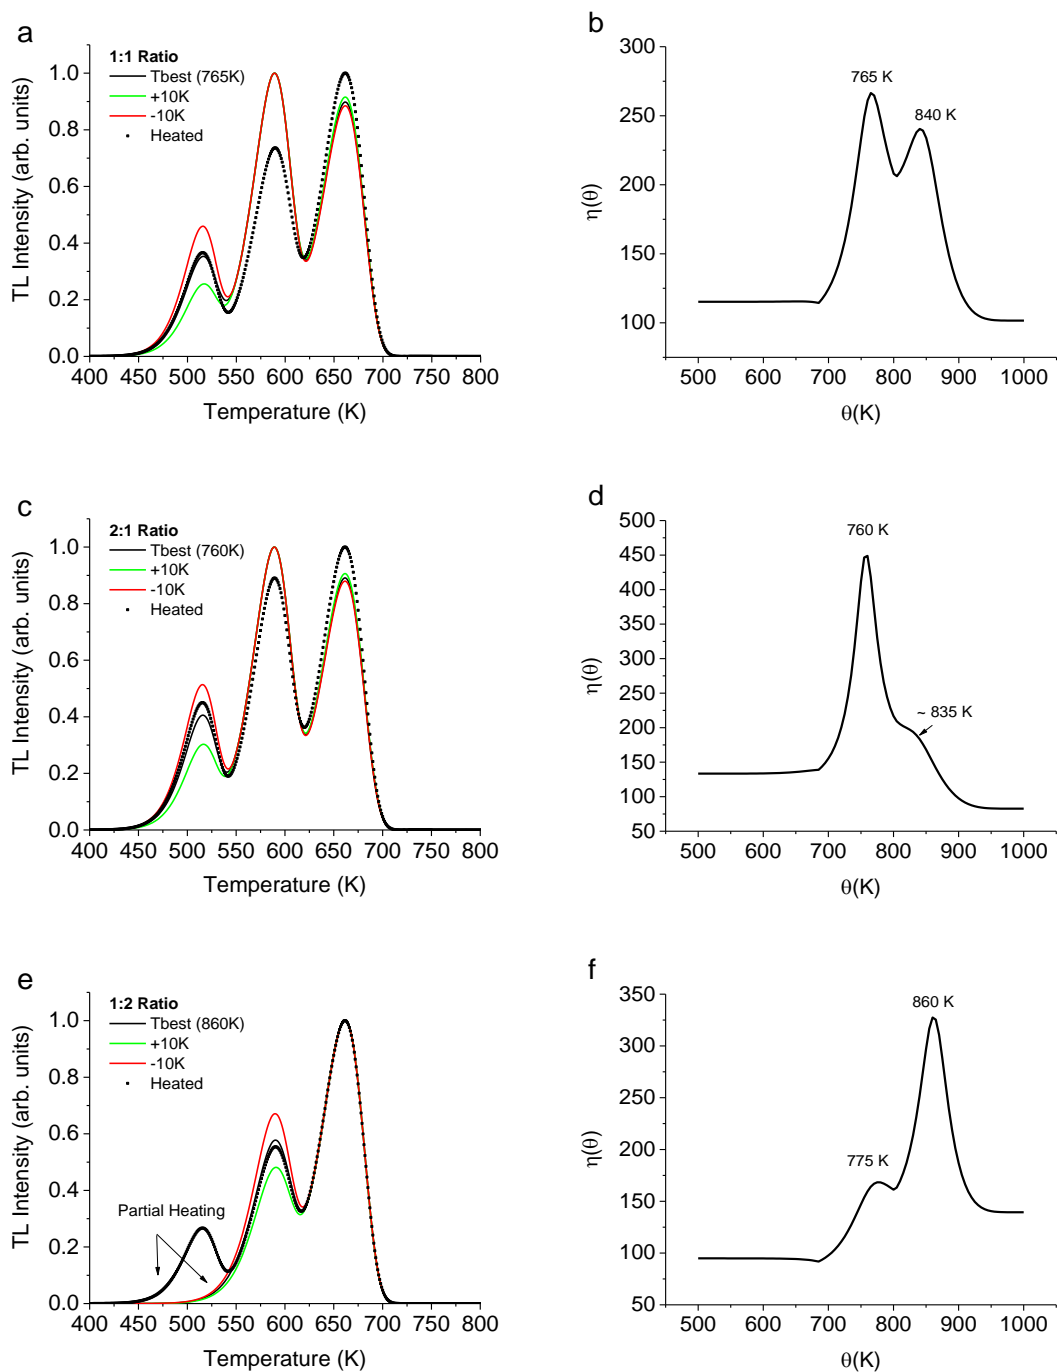 a
1:1 Ratio
Tbest (765K)
+10K
-10K
Heated
TL Intensity (arb. units)
1.0
0.8
0.6
0.4
0.2
0.0
400 450 500 550 600 650 700 750 800
Temperature (K)
b
765 K
840 K
η(θ)
300
250
200
150
100
500 600 700 800 900 1000
θ(K)
c
2:1 Ratio
Tbest (760K)
+10K
-10K
Heated
TL Intensity (arb. units)
1.0
0.8
0.6
0.4
0.2
0.0
400 450 500 550 600 650 700 750 800
Temperature (K)
d
760 K
~ 835 K
η(θ)
500
450
400
350
300
250
200
150
100
50
500 600 700 800 900 1000
θ(K)
e
1:2 Ratio
Tbest (860K)
+10K
-10K
Heated
Partial Heating
TL Intensity (arb. units)
1.0
0.8
0.6
0.4
0.2
0.0
400 450 500 550 600 650 700 750 800
Temperature (K)
f
860 K
775 K
η(θ)
350
300
250
200
150
100
50
500 600 700 800 900 1000
θ(K)